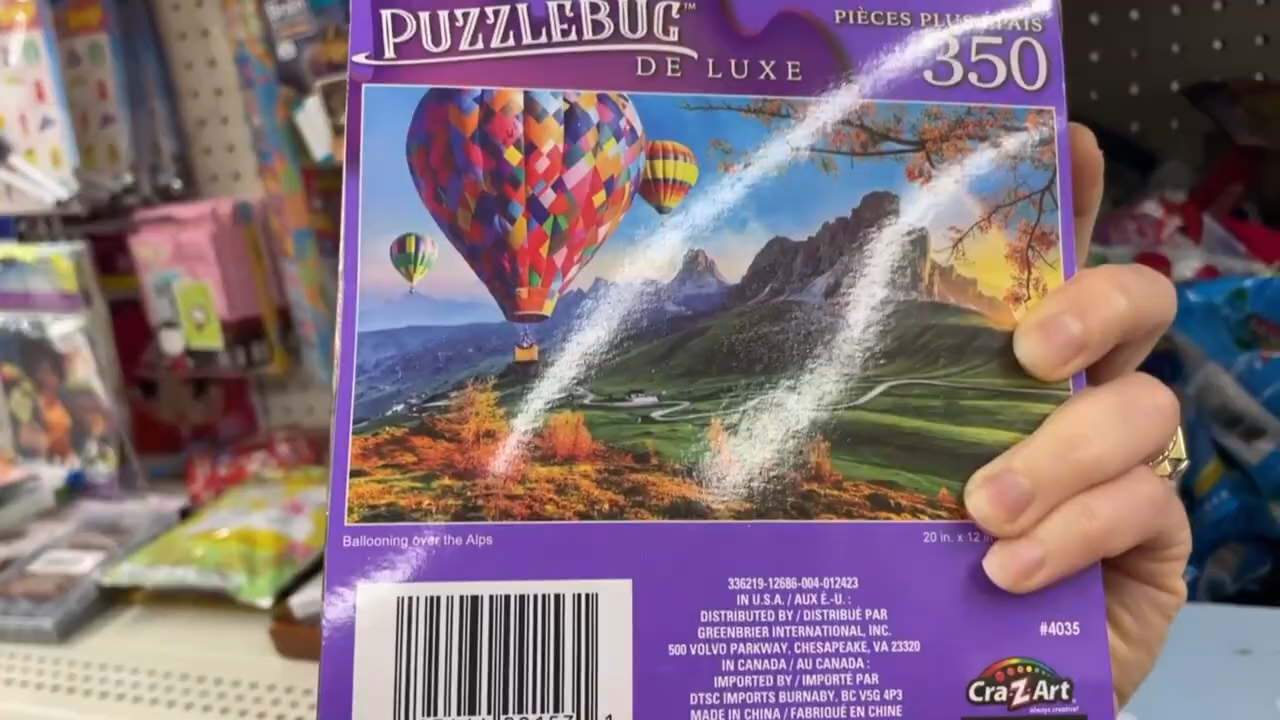 PUZZLEBUG™
DE LUXE
PIÈCES PLUS ÉPAIS
350
Ballooning over the Alps
20 in. x 12
336219-12686-004-012423
IN U.S.A. / AUX É.-U. :
DISTRIBUTED BY / DISTRIBUÉ PAR
GREENBRIER INTERNATIONAL, INC.
500 VOLVO PARKWAY, CHESAPEAKE, VA 23320
IN CANADA / AU CANADA :
IMPORTED BY / IMPORTÉ PAR
DTSC IMPORTS BURNABY, BC V5G 4P3
MADE IN CHINA / FABRIQUÉ EN CHINE
#4035
Cra-Z-Art
always creative!